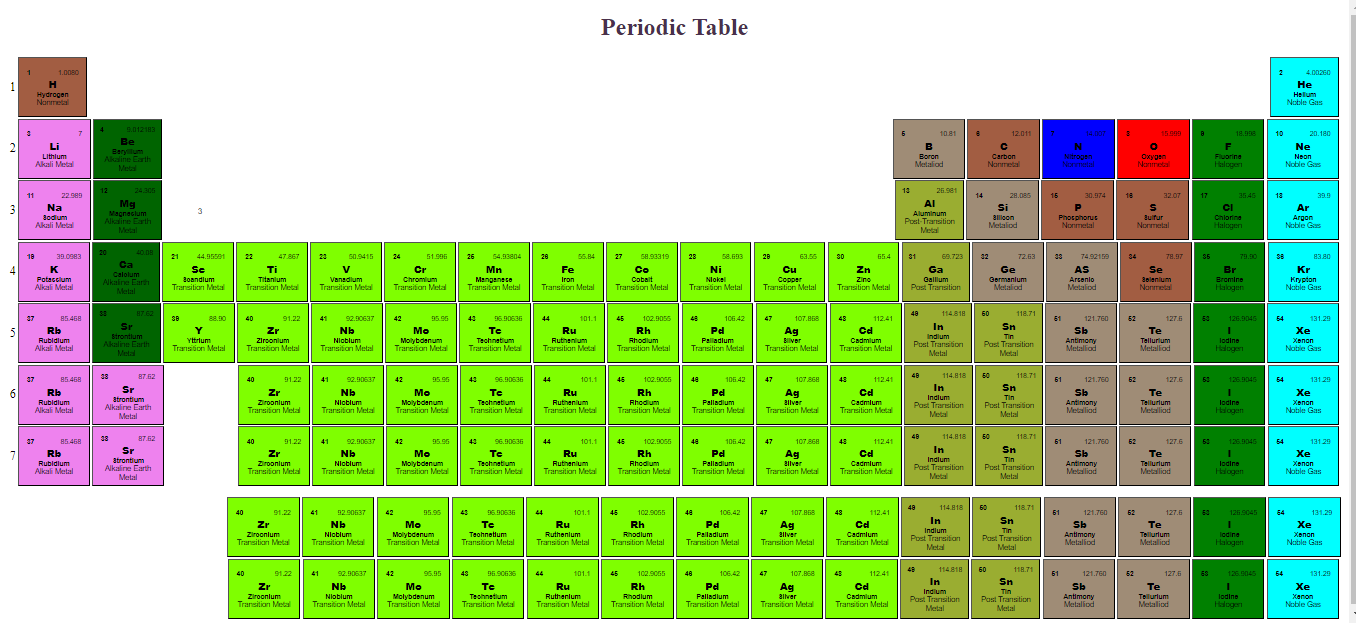 Periodic Table
1
1 1.0080 2 4.00260
H He
Hydrogen Helium
Nonmetal Noble Gas
2
3 7 4 9.012183 5 10.81 6 12.011 7 14.007 8 15.999 9 18.998 10 20.180
Li Be B C N O F Ne
Lithium Beryllium Boron Carbon Nitrogen Oxygen Fluorine Neon
Alkali Metal Alkaline Earth Metal Metaliod Nonmetal Nonmetal Nonmetal Halogen Noble Gas
3
11 22.989 12 24.305 13 26.981 14 28.085 15 30.974 16 32.07 17 35.45 18 39.9
Na Mg 3 Al Si P S Cl Ar
Sodium Magnesium Aluminum Silicon Phosphorus Sulfur Chlorine Argon
Alkali Metal Alkaline Earth Metal Post-Transition Metal Metaliod Nonmetal Nonmetal Halogen Noble Gas
4
19 39.0983 20 40.08 21 44.95591 22 47.867 23 50.9415 24 51.996 25 54.93804 26 55.84 27 58.93319 28 58.693 29 63.55 30 65.4 31 69.723 32 72.63 33 74.92159 34 78.97 35 79.90 36 83.80
K Ca Sc Ti V Cr Mn Fe Co Ni Cu Zn Ga Ge AS Se Br Kr
Potassium Calcium Scandium Titanium Vanadium Chromium Manganese Iron Cobalt Nickel Copper Zinc Gallium Germanium Arsenic Selenium Bromine Krypton
Alkali Metal Alkaline Earth Metal Transition Metal Transition Metal Transition Metal Transition Metal Transition Metal Transition Metal Transition Metal Transition Metal Transition Metal Transition Metal Post Transition Metaliod Metaliod Nonmetal Halogen Noble Gas
5
37 85.468 38 87.62 39 88.90 40 91.22 41 92.90637 42 95.95 43 96.90636 44 101.1 45 102.9055 46 106.42 47 107.868 48 112.41 49 114.818 50 118.71 51 121.760 52 127.6 53 126.9045 54 131.29
Rb Sr Y Zr Nb Mo Tc Ru Rh Pd Ag Cd In Sn Sb Te I Xe
Rubidium Strontium Yttrium Zirconium Niobium Molybdenum Technetium Ruthenium Rhodium Palladium Silver Cadmium Indium Tin Antimony Tellurium Iodine Xenon
Alkali Metal Alkaline Earth Metal Transition Metal Transition Metal Transition Metal Transition Metal Transition Metal Transition Metal Transition Metal Transition Metal Transition Metal Transition Metal Post Transition Metal Post Transition Metal Metalliod Metalliod Halogen Noble Gas
6
37 85.468 38 87.62 40 91.22 41 92.90637 42 95.95 43 96.90636 44 101.1 45 102.9055 46 106.42 47 107.868 48 112.41 49 114.818 50 118.71 51 121.760 52 127.6 53 126.9045 54 131.29
Rb Sr Zr Nb Mo Tc Ru Rh Pd Ag Cd In Sn Sb Te I Xe
Rubidium Strontium Zirconium Niobium Molybdenum Technetium Ruthenium Rhodium Palladium Silver Cadmium Indium Tin Antimony Tellurium Iodine Xenon
Alkali Metal Alkaline Earth Metal Transition Metal Transition Metal Transition Metal Transition Metal Transition Metal Transition Metal Transition Metal Transition Metal Transition Metal Post Transition Metal Post Transition Metal Metalliod Metalliod Halogen Noble Gas
7
37 85.468 38 87.62 40 91.22 41 92.90637 42 95.95 43 96.90636 44 101.1 45 102.9055 46 106.42 47 107.868 48 112.41 49 114.818 50 118.71 51 121.760 52 127.6 53 126.9045 54 131.29
Rb Sr Zr Nb Mo Tc Ru Rh Pd Ag Cd In Sn Sb Te I Xe
Rubidium Strontium Zirconium Niobium Molybdenum Technetium Ruthenium Rhodium Palladium Silver Cadmium Indium Tin Antimony Tellurium Iodine Xenon
Alkali Metal Alkaline Earth Metal Transition Metal Transition Metal Transition Metal Transition Metal Transition Metal Transition Metal Transition Metal Transition Metal Transition Metal Post Transition Metal Post Transition Metal Metalliod Metalliod Halogen Noble Gas
40 91.22 41 92.90637 42 95.95 43 96.90636 44 101.1 45 102.9055 46 106.42 47 107.868 48 112.41 49 114.818 50 118.71 51 121.760 52 127.6 53 126.9045 54 131.29
Zr Nb Mo Tc Ru Rh Pd Ag Cd In Sn Sb Te I Xe
Zirconium Niobium Molybdenum Technetium Ruthenium Rhodium Palladium Silver Cadmium Indium Tin Antimony Tellurium Iodine Xenon
Transition Metal Transition Metal Transition Metal Transition Metal Transition Metal Transition Metal Transition Metal Transition Metal Transition Metal Post Transition Metal Post Transition Metal Metalliod Metalliod Halogen Noble Gas
40 91.22 41 92.90637 42 95.95 43 96.90636 44 101.1 45 102.9055 46 106.42 47 107.868 48 112.41 49 114.818 50 118.71 51 121.760 52 127.6 53 126.9045 54 131.29
Zr Nb Mo Tc Ru Rh Pd Ag Cd In Sn Sb Te I Xe
Zirconium Niobium Molybdenum Technetium Ruthenium Rhodium Palladium Silver Cadmium Indium Tin Antimony Tellurium Iodine Xenon
Transition Metal Transition Metal Transition Metal Transition Metal Transition Metal Transition Metal Transition Metal Transition Metal Transition Metal Post Transition Metal Post Transition Metal Metalliod Metalliod Halogen Noble Gas